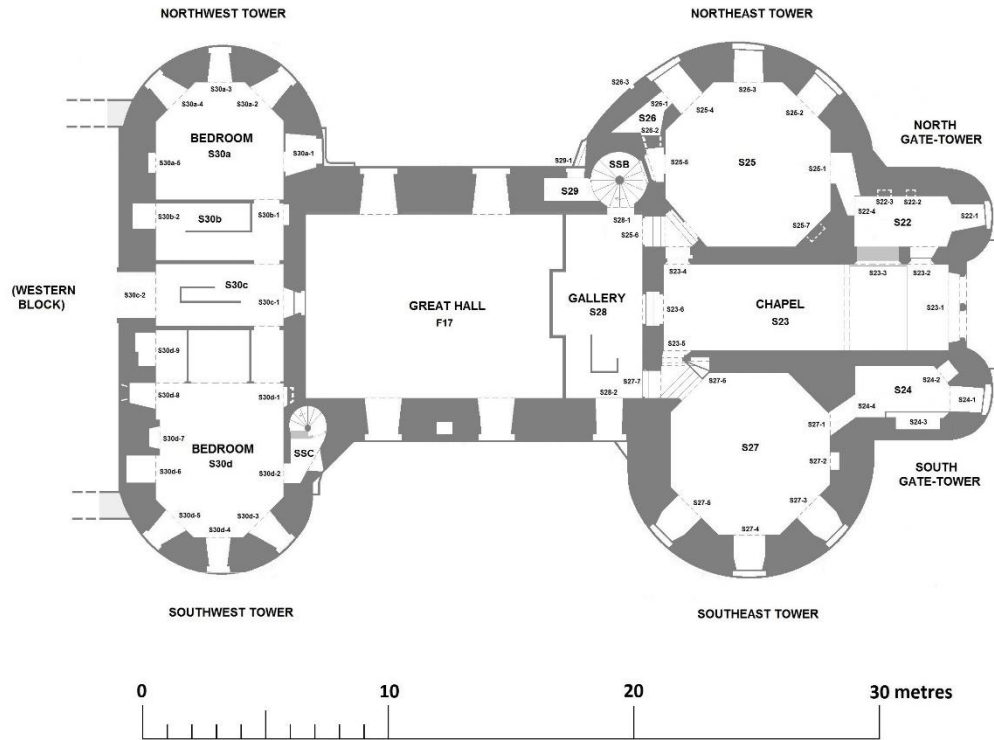 NORTHWEST TOWER
NORTHEAST TOWER
S30a-3
S30a-4
S30a-2
BEDROOM
S30a
S30a-1
S30a-5
S26-3
S25-1
S25-4
S25-3
S25-2
S26
S26-2
NORTH
GATE-TOWER
29-1
SSB
S29
S25-5
S25
S25-1
S22-3
S22-2
S22-4
S22
S22-1
S30b-2
S30b
S30b-1
28-1
S25-6
S25-7
(WESTERN
BLOCK)
S30c-2
S30c
S30c-1
GREAT HALL
F17
GALLERY
S28
S23-4
S23-6
S23-5
CHAPEL
S23
S23-3
S23-2
S23-1
S30d-9
S30d-8
S30d-1
S30d-7
BEDROOM
S30d
S30d-6
S30d-2
SSC
S30d-5
S30d-3
S30d-4
S27-7
S28-2
S27-6
S27
S27-1
S27-2
S24
S24-2
S24-1
S24-4
S24-3
SOUTH
GATE-TOWER
S27-5
S27-3
S27-4
SOUTHWEST TOWER
SOUTHEAST TOWER
0
10
20
30 metres